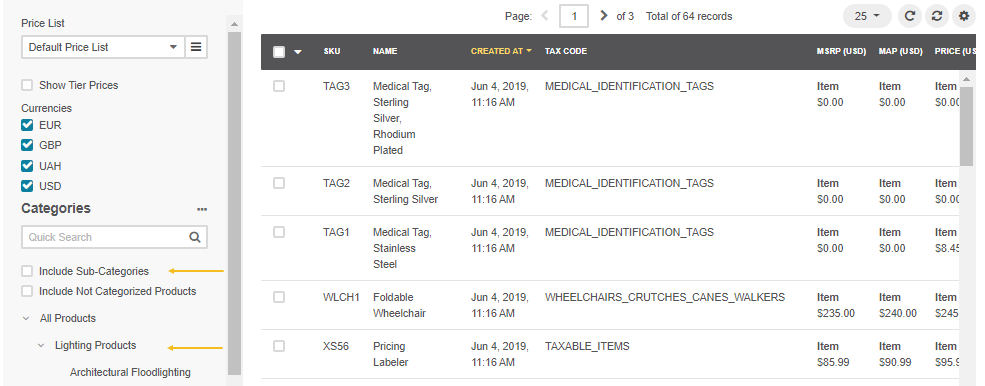 Price List
Default Price List
Show Tier Prices
Currencies
EUR
GBP
UAH
USD
Categories
Quick Search
Include Sub-Categories
Include Not Categorized Products
All Products
Lighting Products
Architectural Floodlighting
Page: 1 of 3 Total of 64 records 25
SKU NAME CREATED AT TAX CODE MSRP (USD) MAP (USD) PRICE (US
TAG3 Medical Tag, Jun 4, 2019, MEDICAL_IDENTIFICATION_TAGS Item Item Item
Sterling 11:16 AM $0.00 $0.00 $0.00
Silver,
Rhodium
Plated
TAG2 Medical Tag, Jun 4, 2019, MEDICAL_IDENTIFICATION_TAGS Item Item Item
Sterling Silver 11:16 AM $0.00 $0.00 $0.00
TAG1 Medical Tag, Jun 4, 2019, MEDICAL_IDENTIFICATION_TAGS Item Item Item
Stainless 11:16 AM $0.00 $0.00 $8.45
Steel
WLCH1 Foldable Jun 4, 2019, WHEELCHAIRS_CRUTCHES_CANES_WALKERS Item Item Item
Wheelchair 11:16 AM $235.00 $240.00 $245
XS56 Pricing Jun 4, 2019, TAXABLE_ITEMS Item Item Item
Labeler 11:16 AM $85.99 $90.99 $95.9